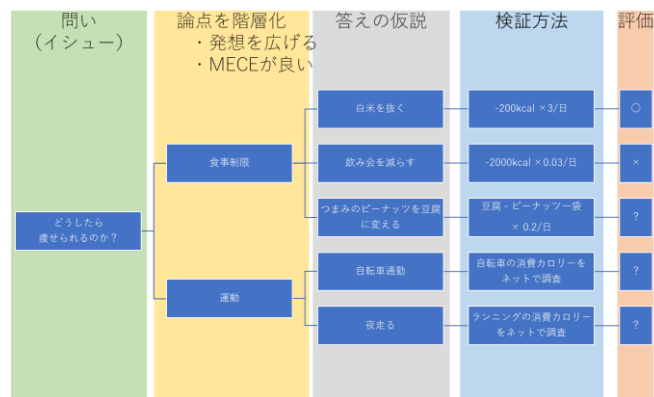 問い
（イシュー）
論点を階層化
・発想を広げる
・MECEが良い
答えの仮説
検証方法
評価
どうしたら
痩せられるのか？
食事制限
白米を抜く
-200kcal ×3/日
○
飲み会を減らす
-2000kcal ×0.03/日
×
つまみのピーナッツを豆腐
に変える
豆腐・ピーナッツ一袋
× 0.2/日
？
運動
自転車通勤
自転車の消費カロリーを
ネットで調査
？
夜走る
ランニングの消費カロリー
をネットで調査
？